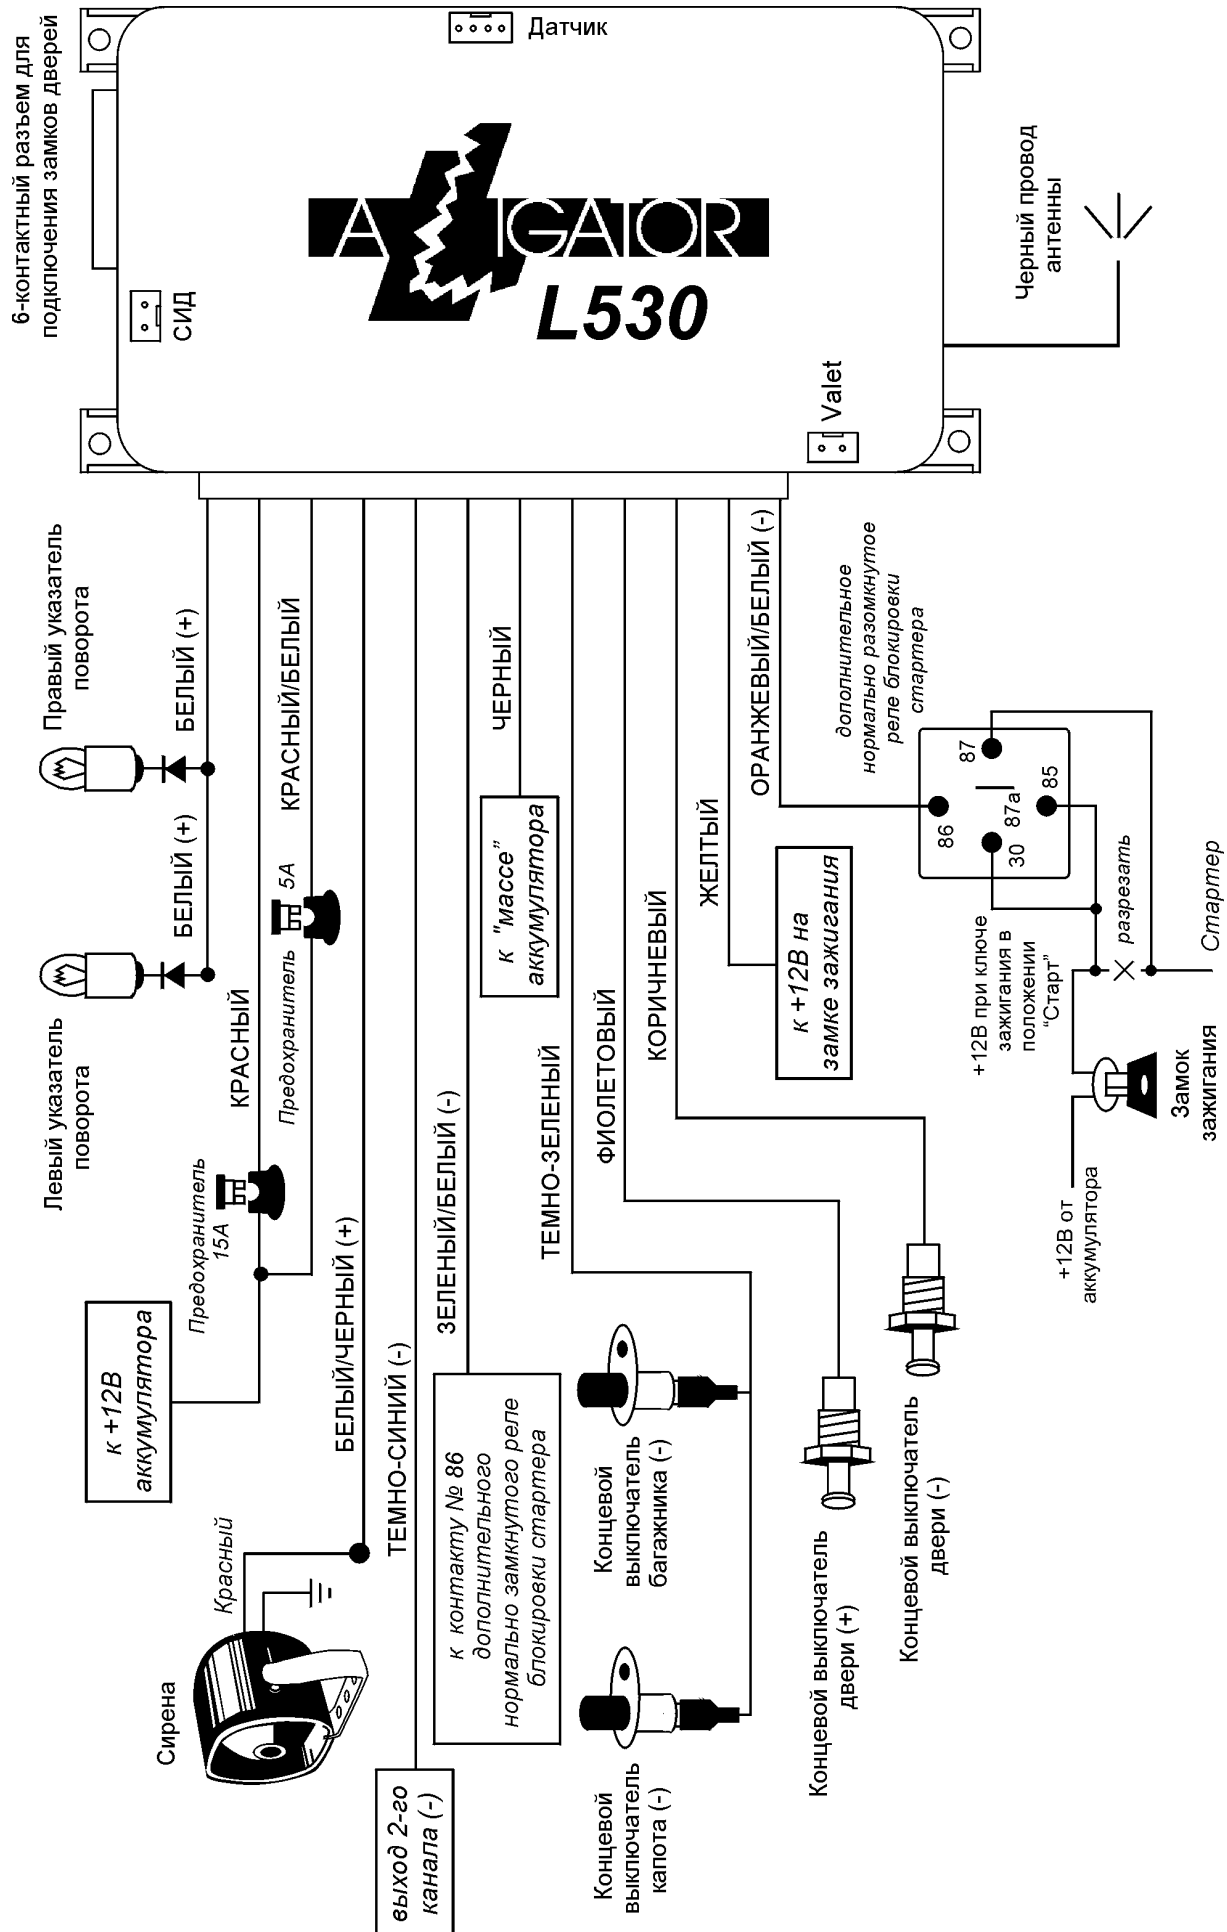 6-контактный разъем для
подключения замков дверей
Датчик
СИД
ALLIGATOR
L530
Valet
Черный провод
антенны
Правый указатель
поворота
Левый указатель
поворота
БЕЛЫЙ (+)
БЕЛЫЙ (+)
КРАСНЫЙ
КРАСНЫЙ/БЕЛЫЙ
Предохранитель 5А
Предохранитель
15А
к +12В
аккумулятора
БЕЛЫЙ/ЧЕРНЫЙ (+)
Красный
Сирена
ТЕМНО-СИНИЙ (-)
выход 2-го
канала (-)
ЗЕЛЕНЫЙ/БЕЛЫЙ (-)
к контакту № 86
дополнительного
нормально замкнутого реле
блокировки стартера
ЧЕРНЫЙ
к "массе"
аккумулятора
ТЕМНО-ЗЕЛЕНЫЙ
Концевой
выключатель
багажника (-)
Концевой
выключатель
капота (-)
ФИОЛЕТОВЫЙ
Концевой выключатель
двери (+)
КОРИЧНЕВЫЙ
Концевой выключатель
двери (-)
ЖЕЛТЫЙ
к +12В на
замке зажигания
ОРАНЖЕВЫЙ/БЕЛЫЙ (-)
дополнительное
нормально разомкнутое
реле блокировки
стартера
86
87
87a
30
85
+12В при ключе
зажигания в
положении
“Старт”
разрезать
Стартер
Замок
зажигания
+12В от
аккумулятора